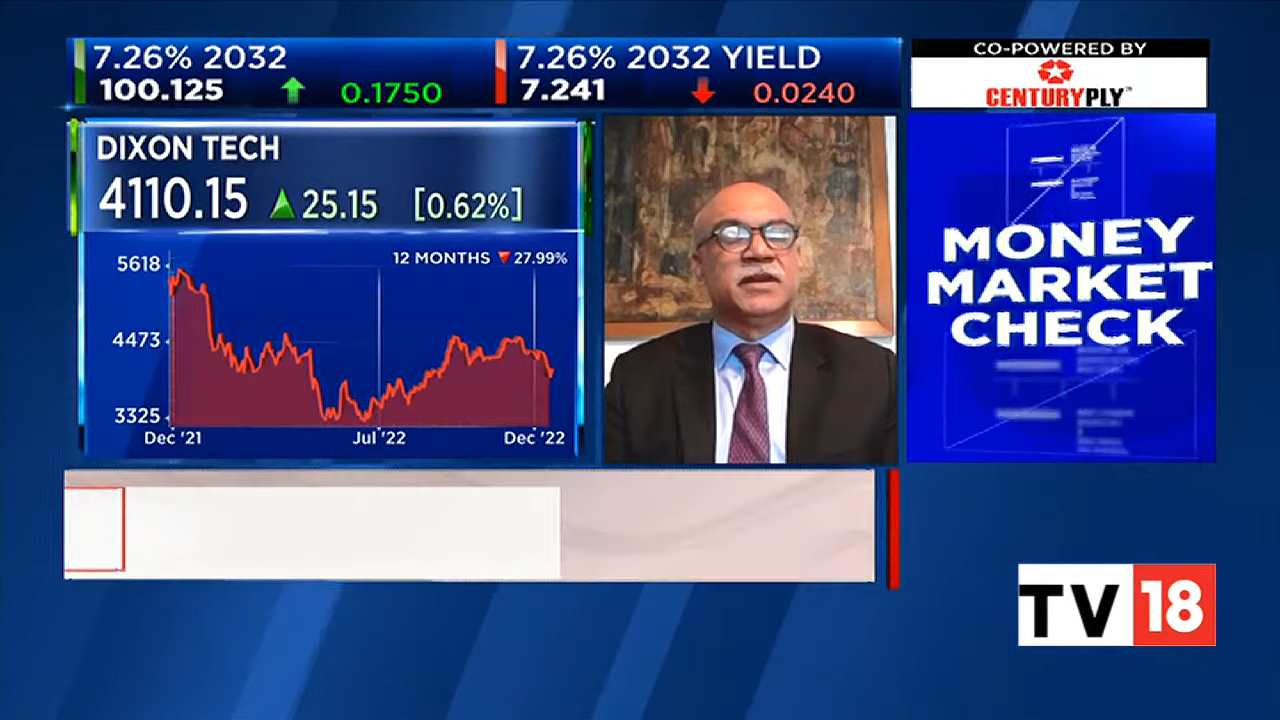 7.26% 2032
100.125 0.1750
7.26% 2032 YIELD
7.241 0.0240
CO-POWERED BY
CENTURYPLY
DIXON TECH
4110.15 25.15 [0.62%]
12 MONTHS 27.99%
5618
4473
3325
Dec '21 Jul '22 Dec '22
MONEY
MARKET
CHECK
TV 18